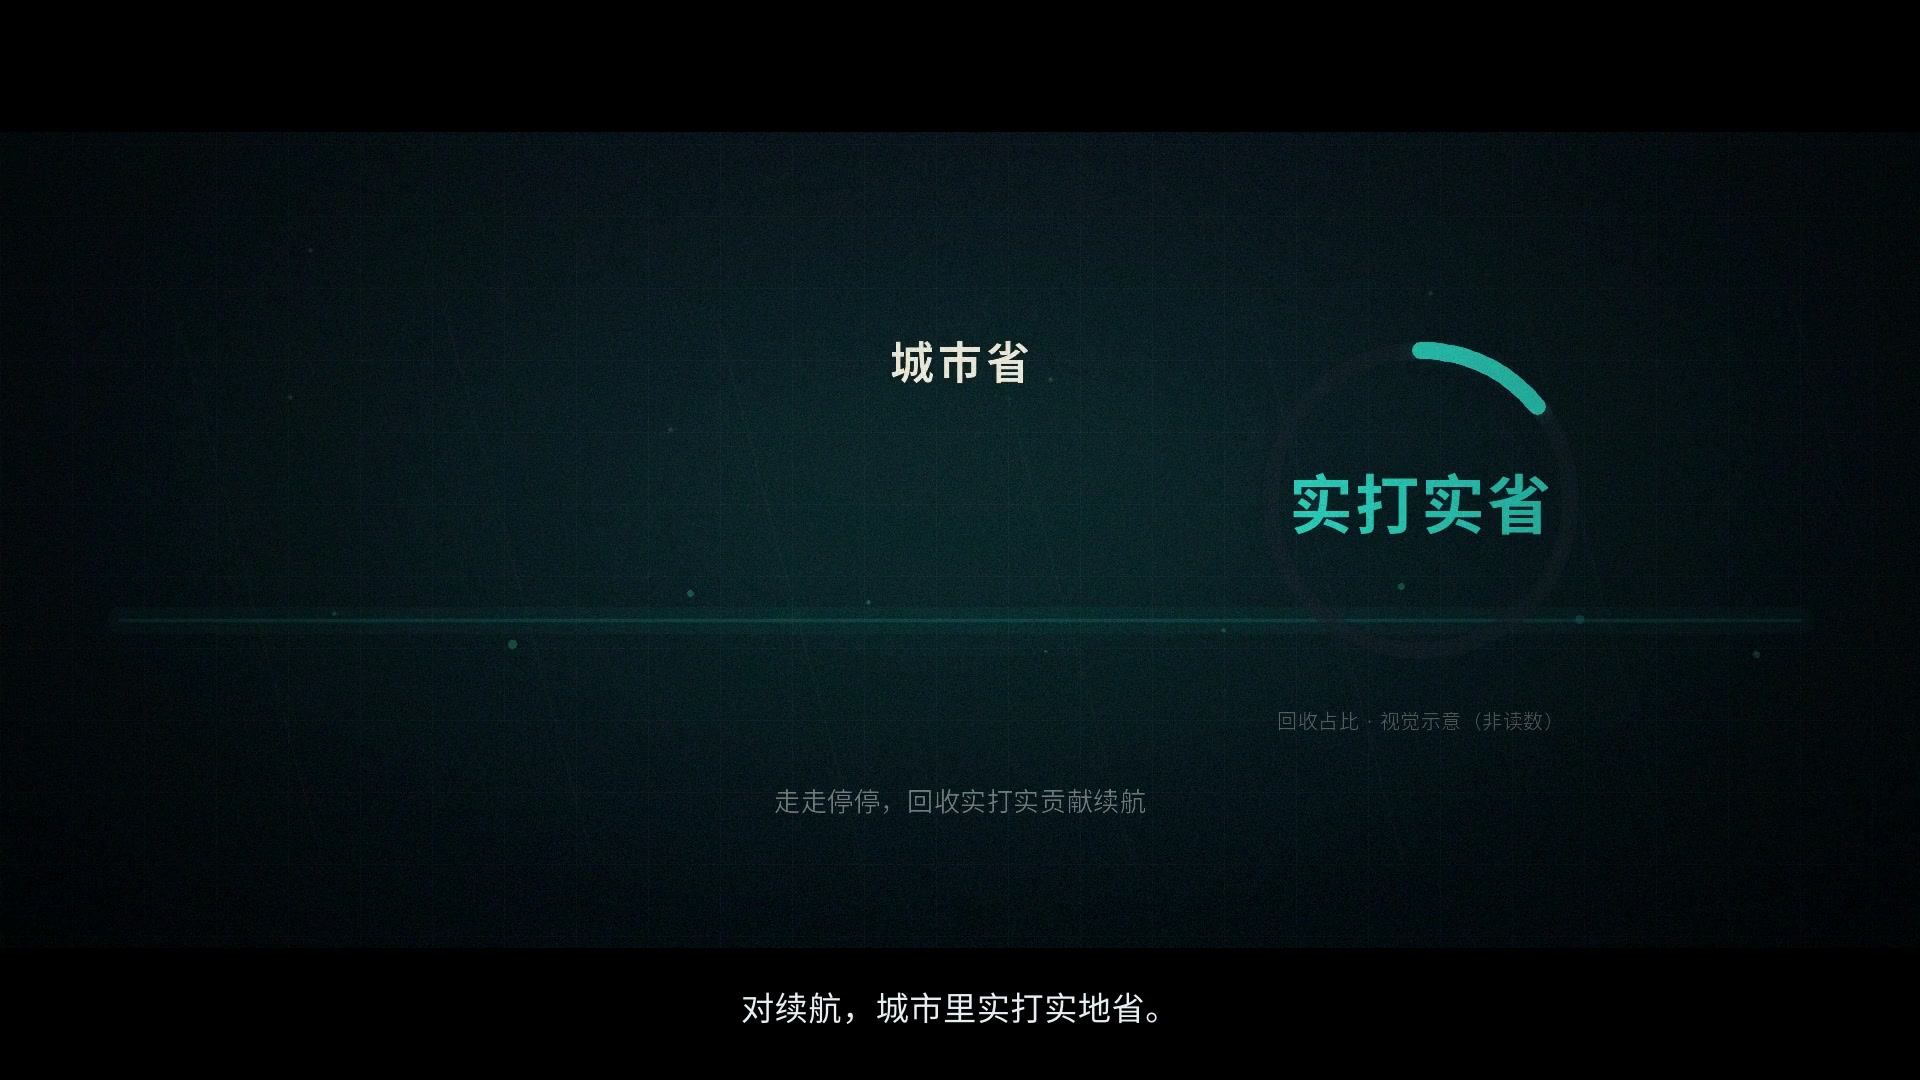 城市省
实打实省
回收占比 · 视觉示意（非读数）
走走停停，回收实打实贡献续航
对续航，城市里实打实地省。